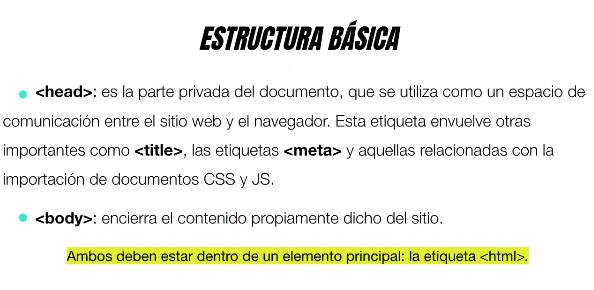 ESTRUCTURA BÁSICA
<head>: es la parte privada del documento, que se utiliza como un espacio de
comunicación entre el sitio web y el navegador. Esta etiqueta envuelve otras
importantes como <title>, las etiquetas <meta> y aquellas relacionadas con la
importación de documentos CSS y JS.
<body>: encierra el contenido propiamente dicho del sitio.
Ambos deben estar dentro de un elemento principal: la etiqueta <html>.